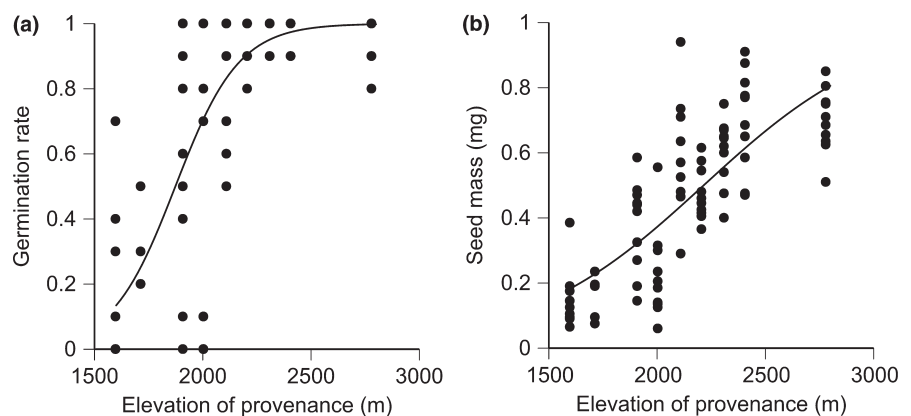 (a)
1
0.8
0.6
0.4
0.2
0
Germination rate
1500 2000 2500 3000
Elevation of provenance (m)
(b)
1
0.8
0.6
0.4
0.2
0
Seed mass (mg)
1500 2000 2500 3000
Elevation of provenance (m)